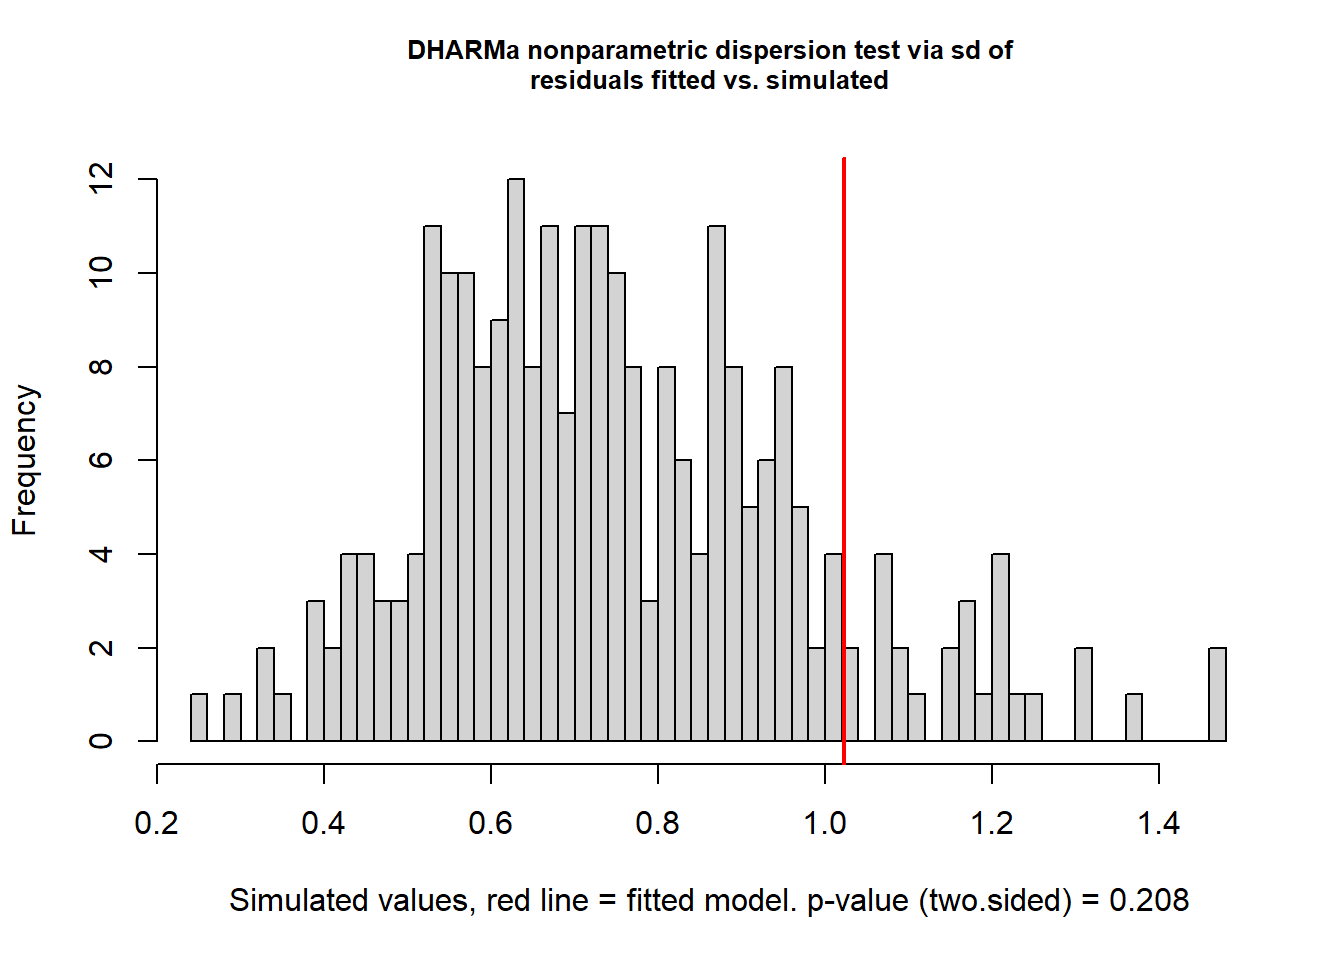 DHARMa nonparametric dispersion test via sd of
residuals fitted vs. simulated
Frequency
12
10
8
6
4
2
0
0.2 0.4 0.6 0.8 1.0 1.2 1.4
Simulated values, red line = fitted model. p-value (two.sided) = 0.208